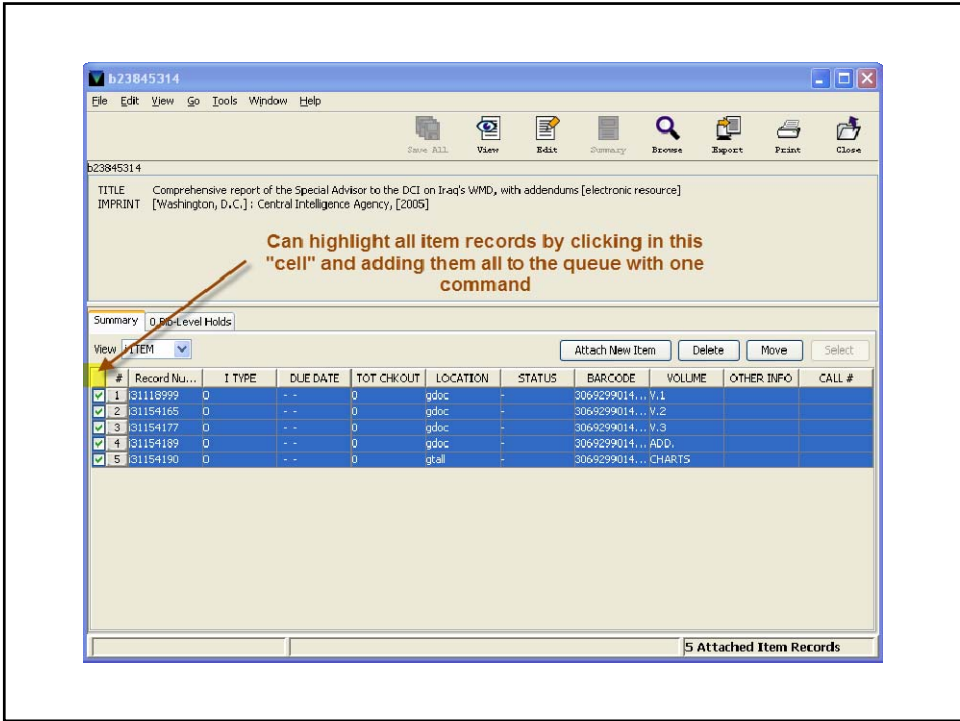 b23845314
File Edit View Go Tools Window Help
Save All View Edit Summary Browse Export Print Close
b23845314
TITLE Comprehensive report of the Special Advisor to the DCI on Iraq's WMD, with addendums [electronic resource]
IMPRINT [Washington, D.C.] : Central Intelligence Agency, [2005]
Can highlight all item records by clicking in this
"cell" and adding them all to the queue with one
command
Summary 0 Bib-Level Holds
View i ITEM Attach New Item Delete Move Select
# Record Nu... I TYPE DUE DATE TOT CHKOUT LOCATION STATUS BARCODE VOLUME OTHER INFO CALL #
1 i31118999 0 - - 0 gdoc - 3069299014... V.1
2 i31154165 0 - - 0 gdoc - 3069299014... V.2
3 i31154177 0 - - 0 gdoc - 3069299014... V.3
4 i31154189 0 - - 0 gdoc - 3069299014... ADD.
5 i31154190 0 - - 0 gtall - 3069299014... CHARTS
5 Attached Item Records